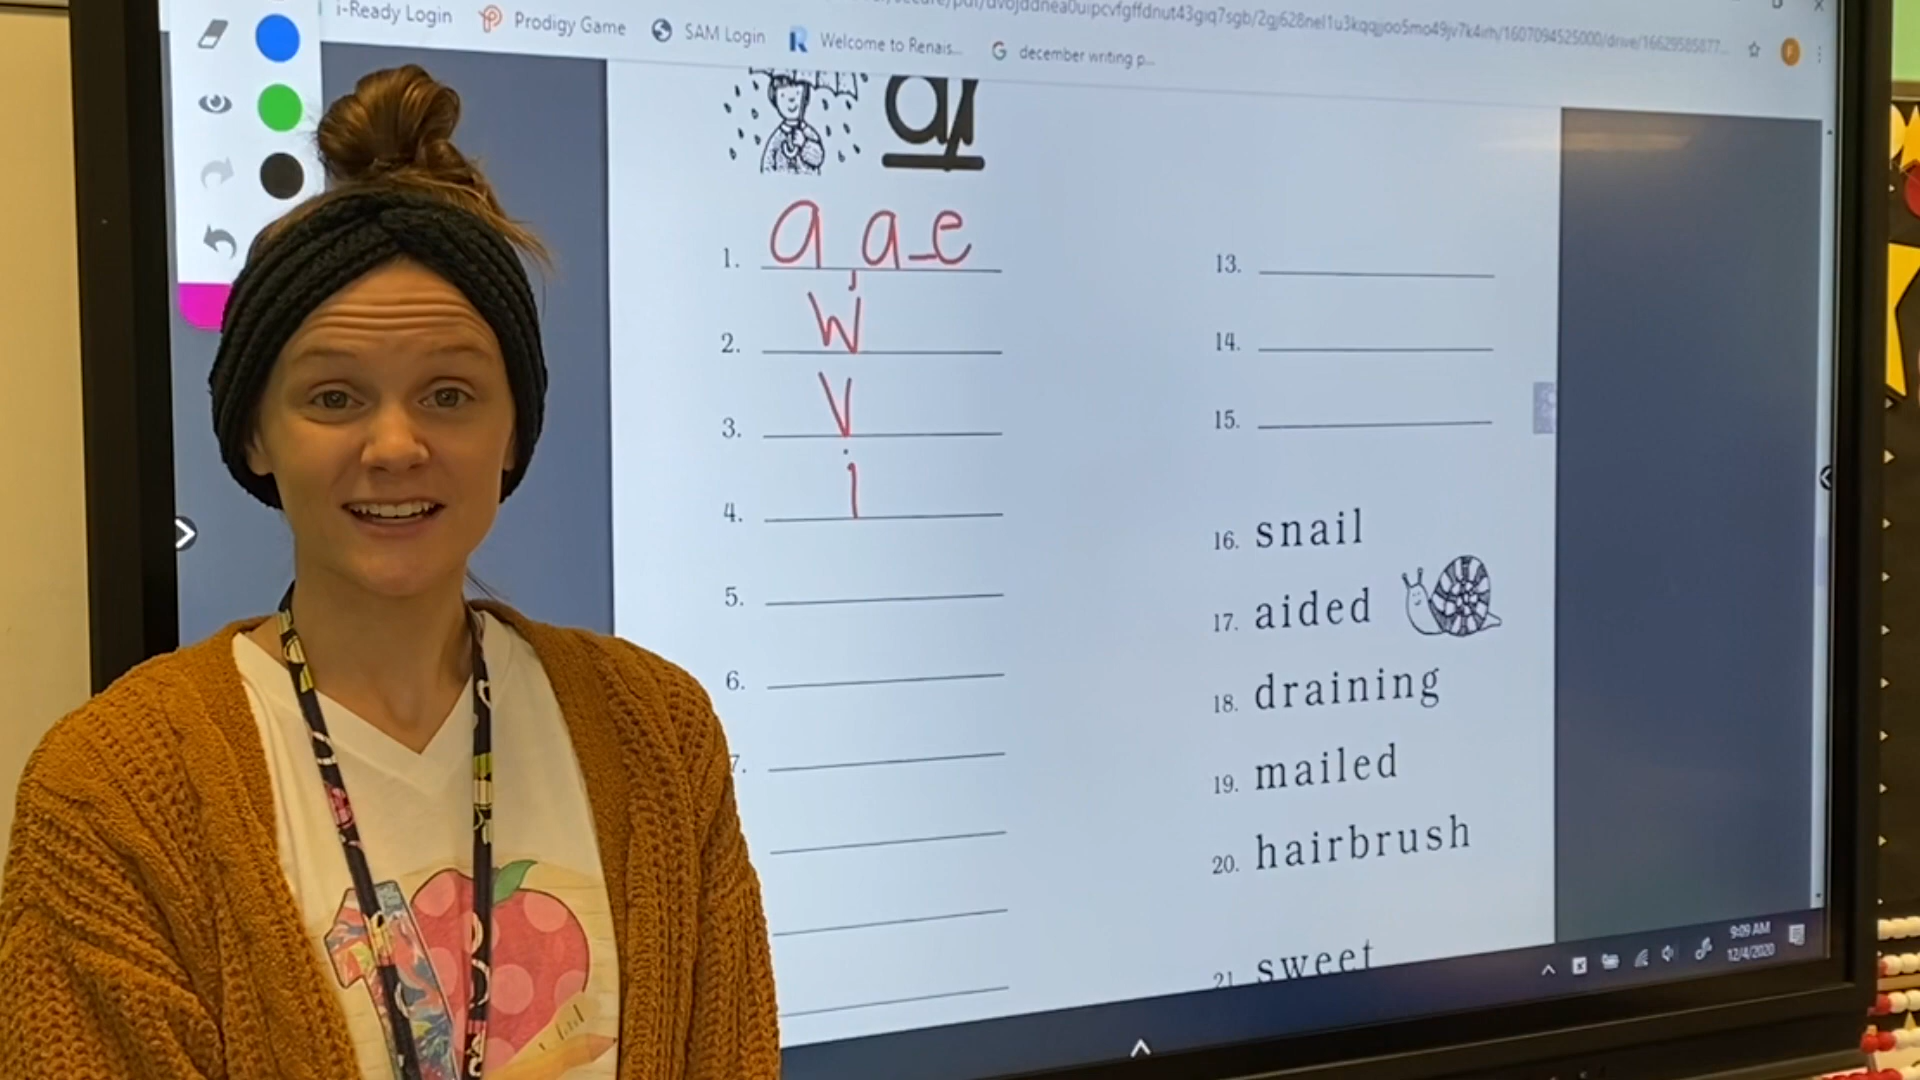 i-Ready Login Prodigy Game SAM Login Welcome to Renais... december writing p...
ai
1. a, a_e
2. W
3. V
4. i
5.
6.
7.
13.
14.
15.
16. snail
17. aided
18. draining
19. mailed
20. hairbrush
21 sweet
9:09 AM
12/4/2020